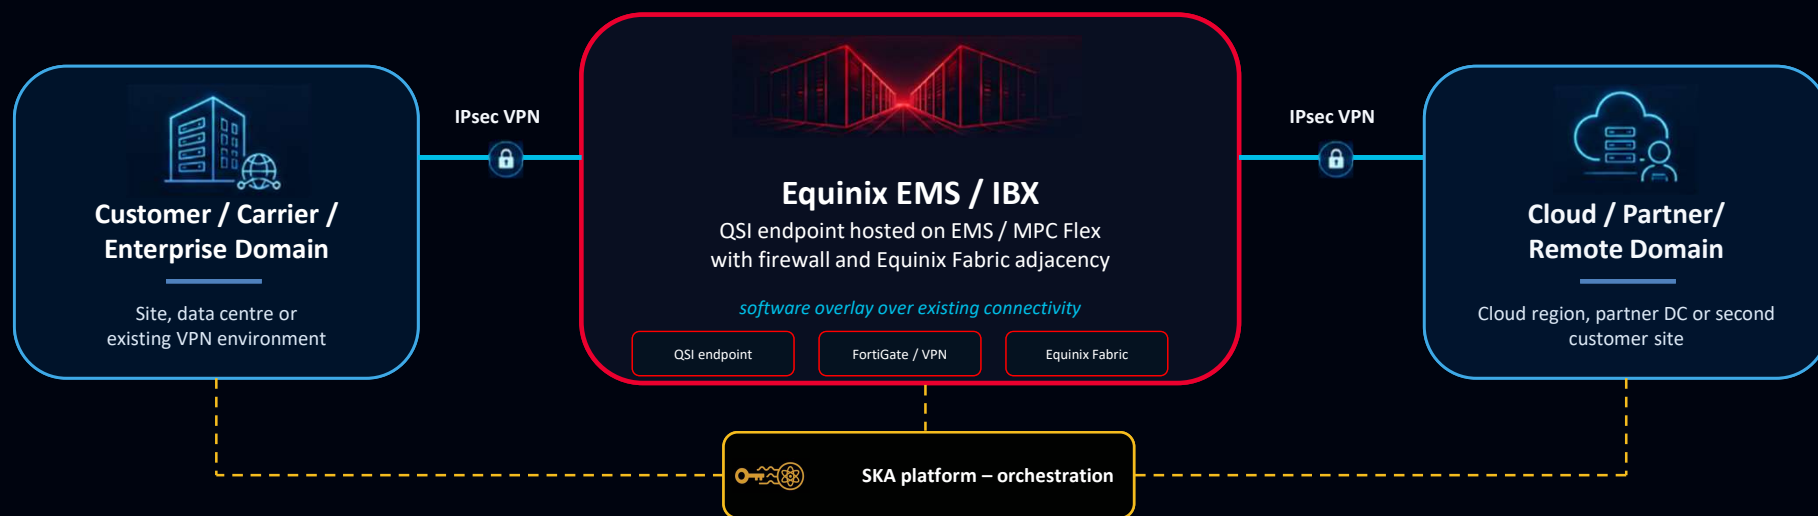 IPsec VPN
IPsec VPN
Customer / Carrier /
Enterprise Domain
Site, data centre or
existing VPN environment
Equinix EMS / IBX
QSI endpoint hosted on EMS / MPC Flex
with firewall and Equinix Fabric adjacency
software overlay over existing connectivity
QSI endpoint
FortiGate / VPN
Equinix Fabric
Cloud / Partner/
Remote Domain
Cloud region, partner DC or second
customer site
SKA platform – orchestration